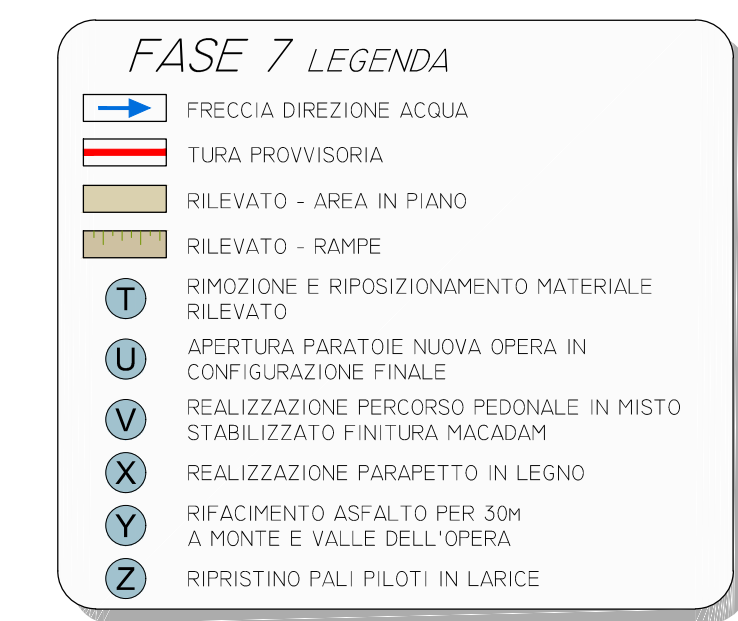 FASE 7 LEGENDA
FRECCIA DIREZIONE ACQUA
TURA PROVVISORIA
RILEVATO - AREA IN PIANO
RILEVATO - RAMPE
T RIMOZIONE E RIPOSIZIONAMENTO MATERIALE
RILEVATO
U APERTURA PARATOIE NUOVA OPERA IN
CONFIGURAZIONE FINALE
V REALIZZAZIONE PERCORSO PEDONALE IN MISTO
STABILIZZATO FINITURA MACADAM
X REALIZZAZIONE PARAPETTO IN LEGNO
Y RIFACIMENTO ASFALTO PER 30M
A MONTE E VALLE DELL'OPERA
Z RIPRISTINO PALI PILOTI IN LARICE